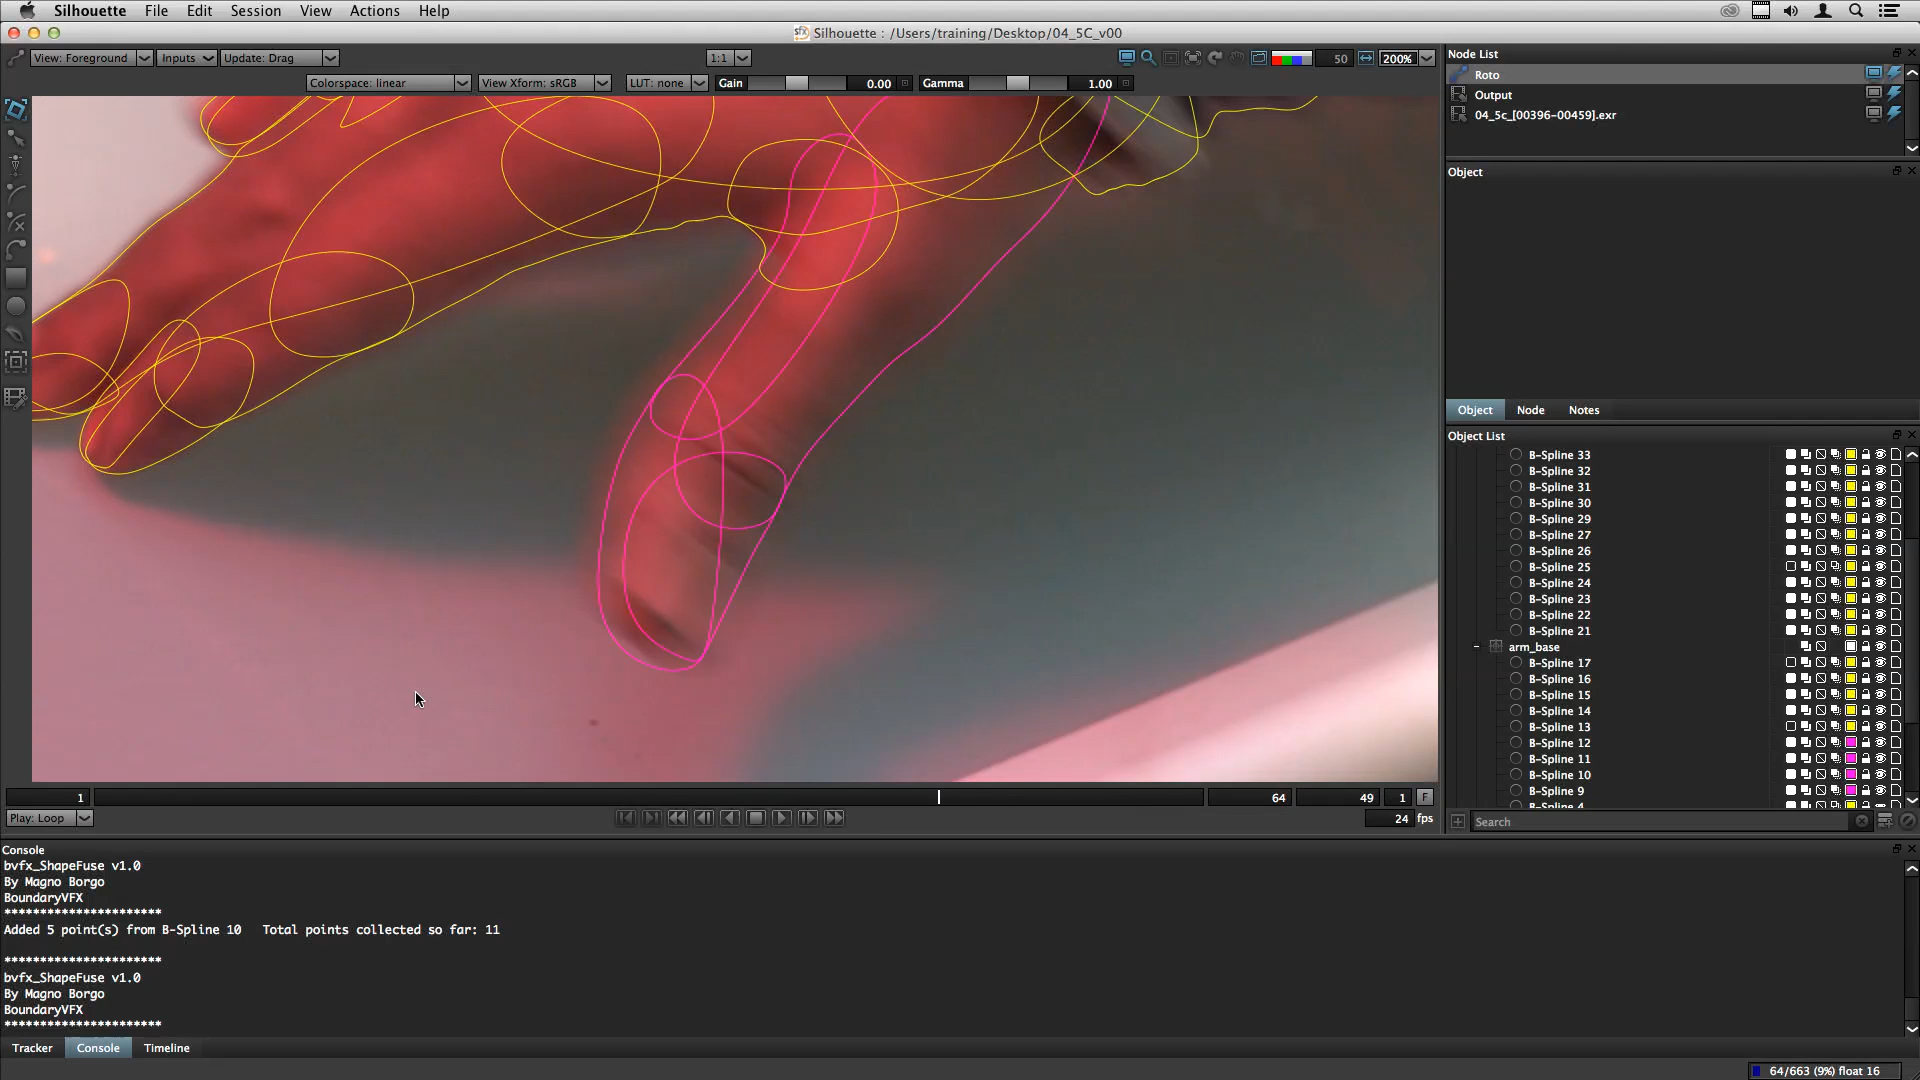 Silhouette File Edit Session View Actions Help
sfx Silhouette : /Users/training/Desktop/04_5C_v00
View: Foreground Inputs Update: Drag 1:1 50 200%
Colorspace: linear View Xform: sRGB LUT: none Gain 0.00 Gamma 1.00
Node List
Roto
Output
04_5c_[00396-00459].exr
Object
Object Node Notes
Object List
B-Spline 33
B-Spline 32
B-Spline 31
B-Spline 30
B-Spline 29
B-Spline 27
B-Spline 26
B-Spline 25
B-Spline 24
B-Spline 23
B-Spline 22
B-Spline 21
arm_base
B-Spline 17
B-Spline 16
B-Spline 15
B-Spline 14
B-Spline 13
B-Spline 12
B-Spline 11
B-Spline 10
B-Spline 9
B-Spline 4
Search
1 64 49 1 F
Play: Loop 24 fps
Console
bvfx_ShapeFuse v1.0
By Magno Borgo
BoundaryVFX
**********************
Added 5 point(s) from B-Spline 10 Total points collected so far: 11
**********************
bvfx_ShapeFuse v1.0
By Magno Borgo
BoundaryVFX
**********************
Tracker Console Timeline
64/663 (9%) float 16